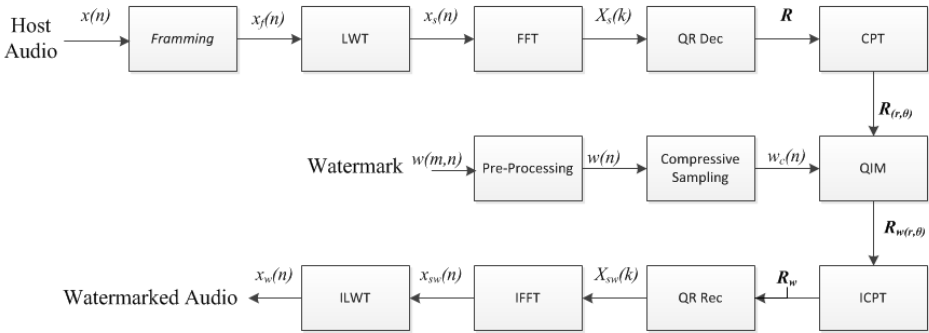 Host Audio
x(n)
Framming
x_f(n)
LWT
x_s(n)
FFT
X_s(k)
QR Dec
R
CPT
R_(r,θ)
Watermark
w(m,n)
Pre-Processing
w(n)
Compressive
Sampling
w_c(n)
QIM
R_w(r,θ)
Watermarked Audio
x_w(n)
ILWT
x_sw(n)
IFFT
X_sw(k)
QR Rec
R_w
ICPT